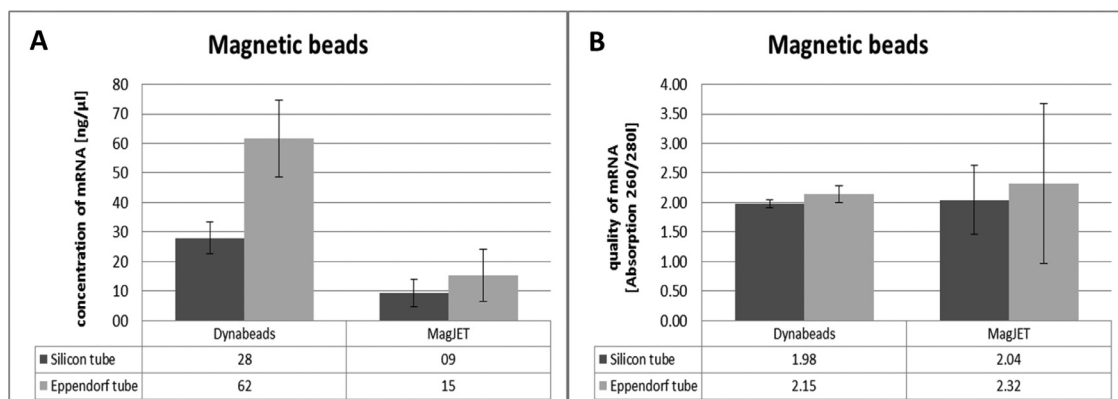 A
Magnetic beads
concentration of mRNA [ng/µl]
80
70
60
50
40
30
20
10
00
Dynabeads MagJET
Silicon tube 28 09
Eppendorf tube 62 15
B
Magnetic beads
quality of mRNA
[Absorption 260/280l]
4.00
3.50
3.00
2.50
2.00
1.50
1.00
0.50
0.00
Dynabeads MagJET
Silicon tube 1.98 2.04
Eppendorf tube 2.15 2.32